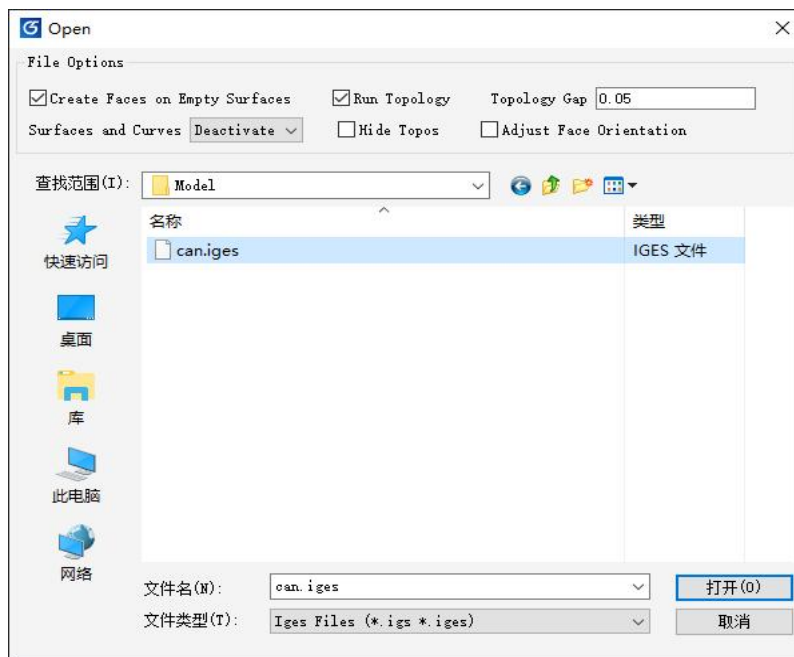 Open
File Options
Create Faces on Empty Surfaces Run Topology Topology Gap 0.05
Surfaces and Curves Deactivate Hide Topos Adjust Face Orientation
查找范围(I): Model
名称 类型
can.iges IGES 文件
快速访问
桌面
库
此电脑
网络
文件名(N): can.iges 打开(O)
文件类型(T): Iges Files (*.igs *.iges) 取消